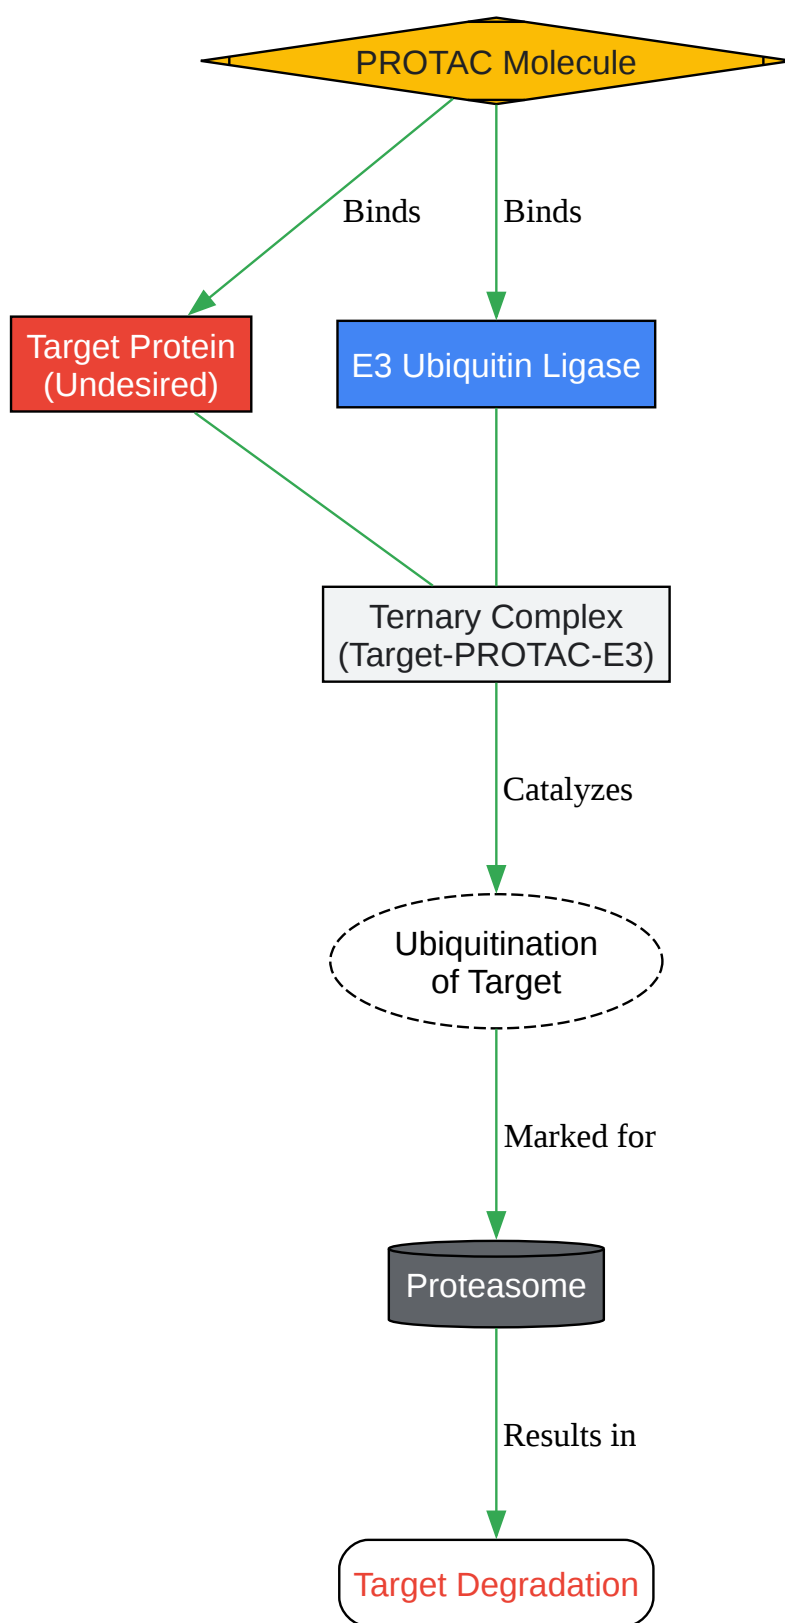 PROTAC Molecule
Binds
Binds
Target Protein
(Undesired)
E3 Ubiquitin Ligase
Ternary Complex
(Target-PROTAC-E3)
Catalyzes
Ubiquitination
of Target
Marked for
Proteasome
Results in
Target Degradation